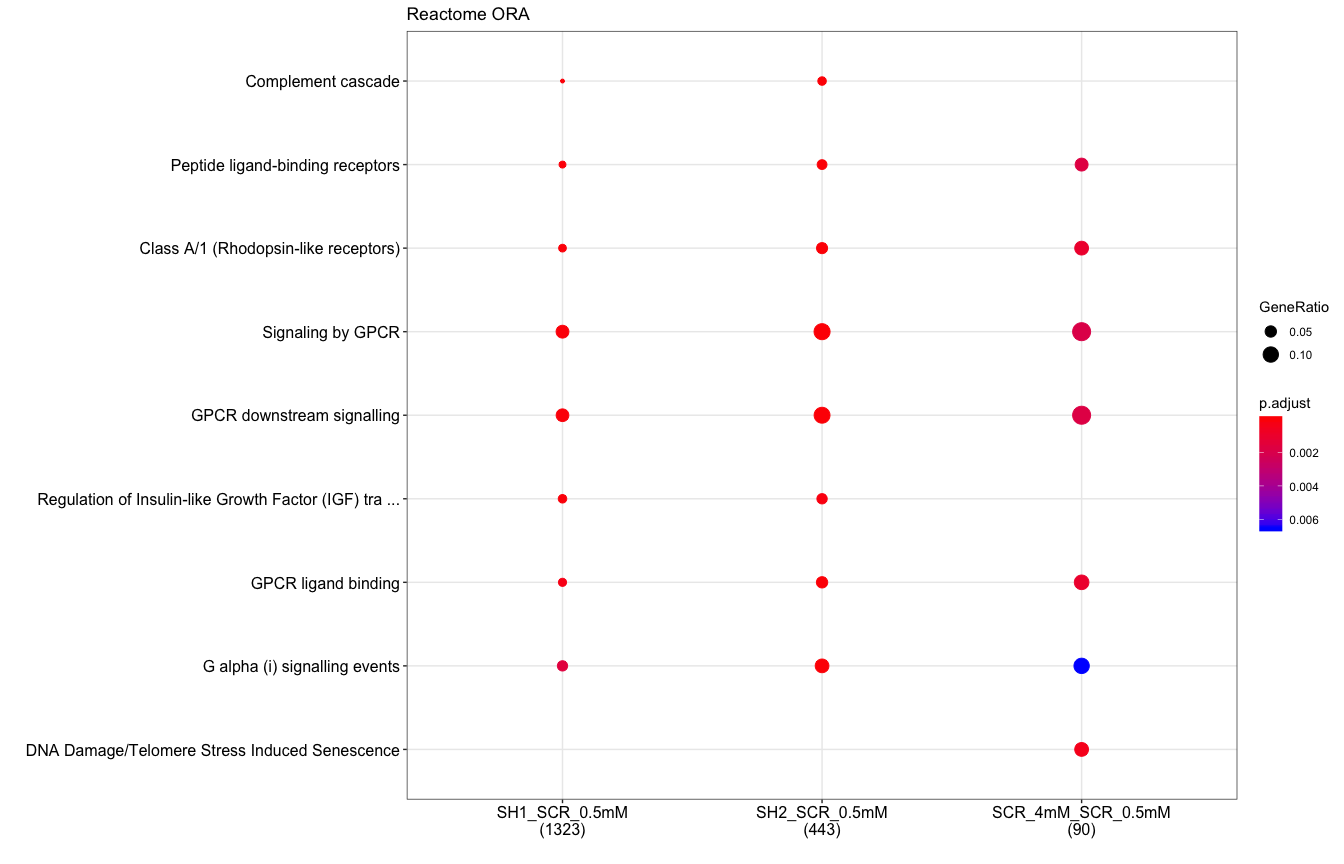 Reactome ORA
Complement cascade
Peptide ligand-binding receptors
Class A/1 (Rhodopsin-like receptors)
Signaling by GPCR
GPCR downstream signalling
Regulation of Insulin-like Growth Factor (IGF) tra ...
GPCR ligand binding
G alpha (i) signalling events
DNA Damage/Telomere Stress Induced Senescence
SH1_SCR_0.5mM
(1323)
SH2_SCR_0.5mM
(443)
SCR_4mM_SCR_0.5mM
(90)
GeneRatio
0.05
0.10
p.adjust
0.002
0.004
0.006